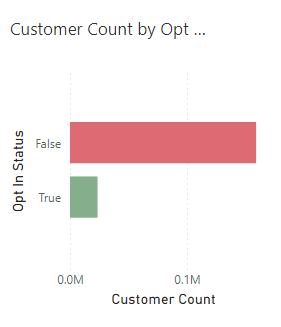 Customer Count by Opt ...
Opt In Status
False
True
0.0M 0.1M
Customer Count